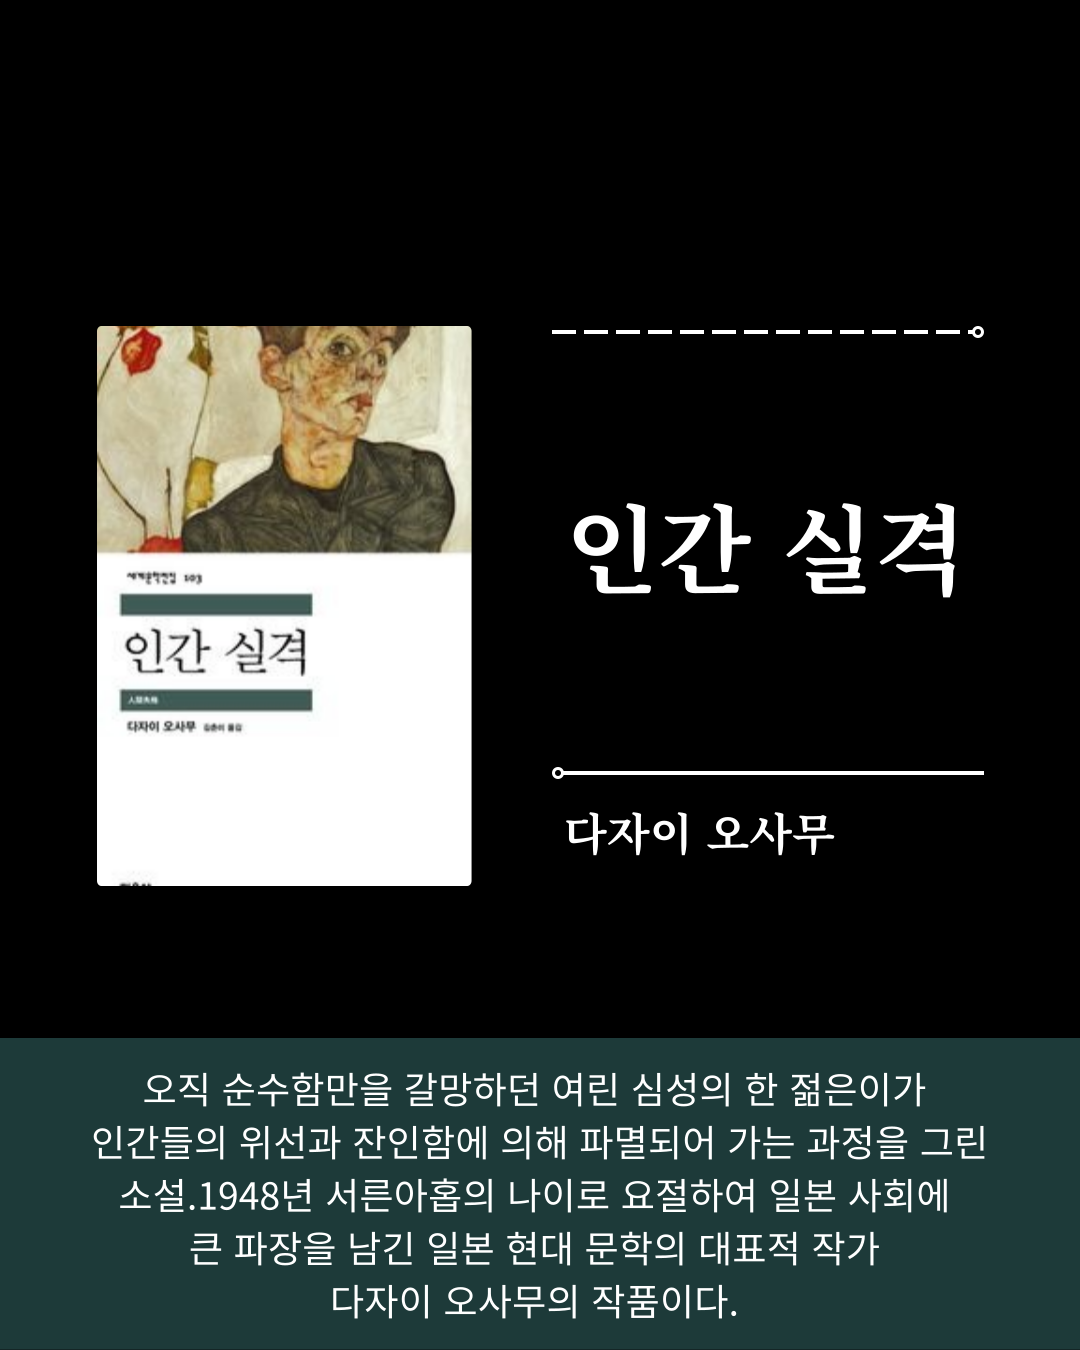 세계문학전집 103
인간 실격
人間失格
다자이 오사무 김춘미 옮김
인간 실격
다자이 오사무
오직 순수함만을 갈망하던 여린 심성의 한 젊은이가
인간들의 위선과 잔인함에 의해 파멸되어 가는 과정을 그린
소설.1948년 서른아홉의 나이로 요절하여 일본 사회에
큰 파장을 남긴 일본 현대 문학의 대표적 작가
다자이 오사무의 작품이다.